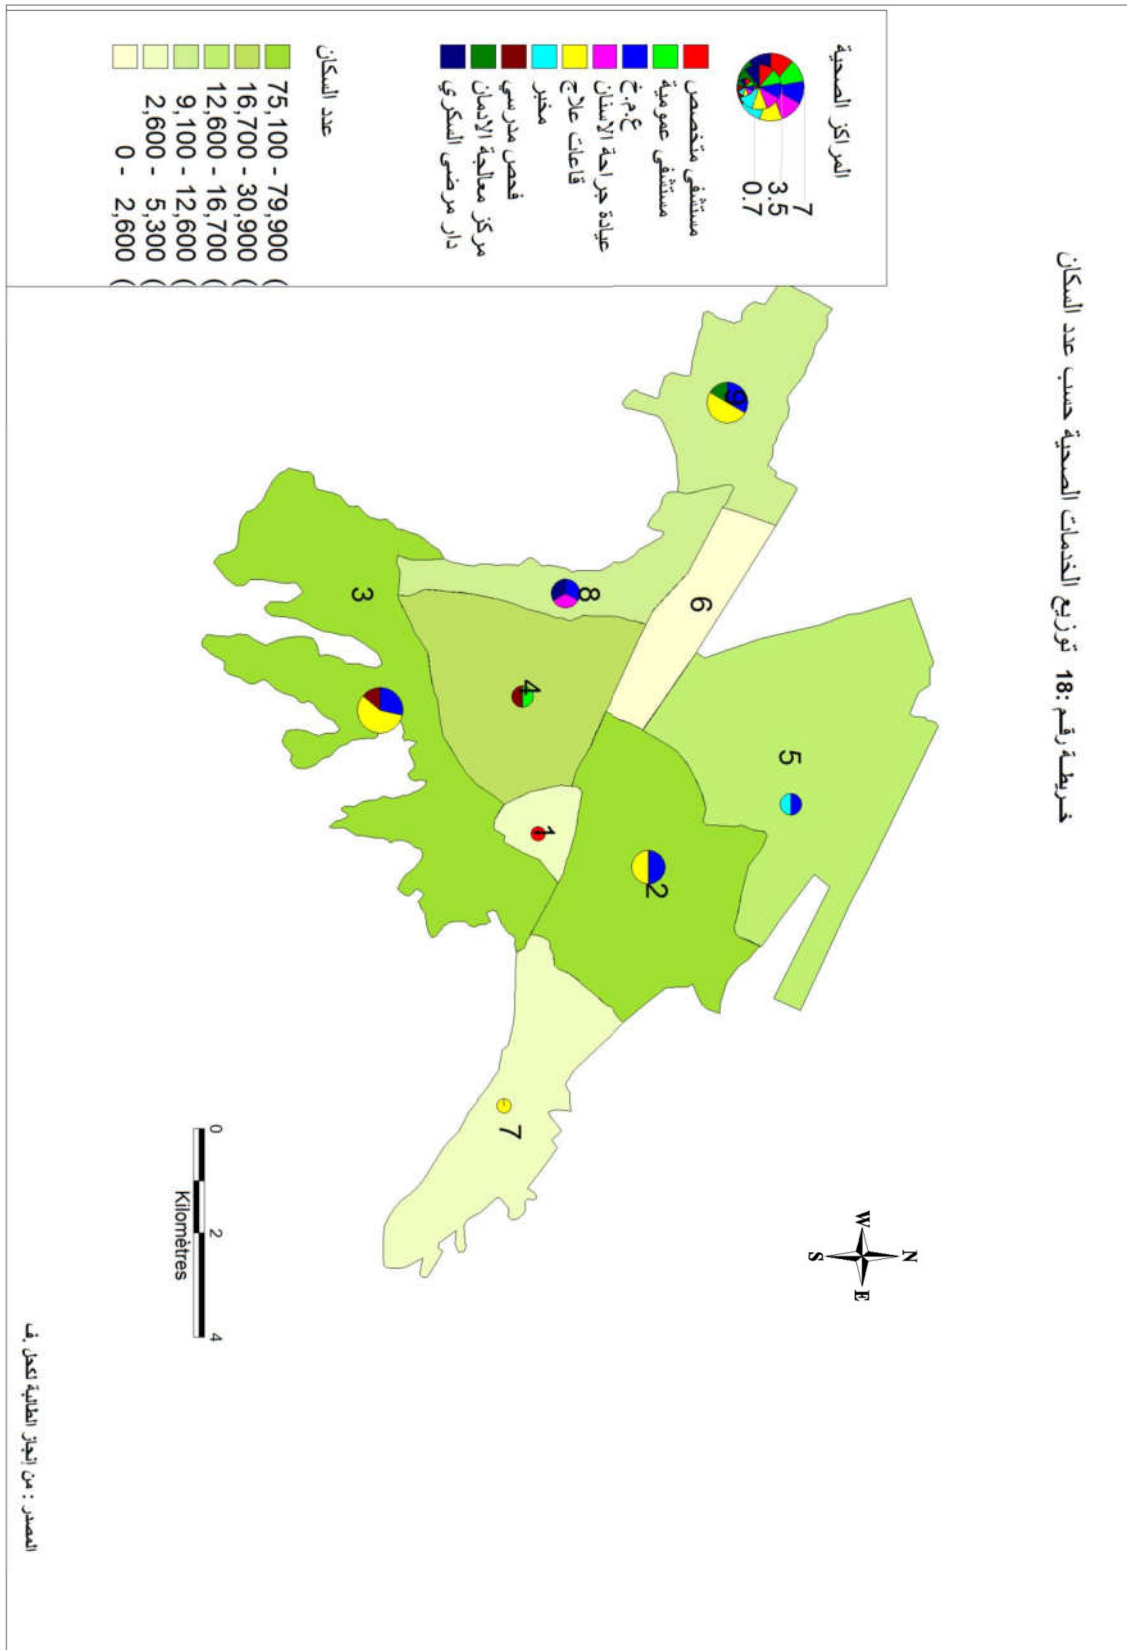 خريطة رقم :18 توزيع الخدمات الصحية حسب عدد السكان
المراكز الصحية
7
3.5
0.7
مستشفى متخصص
مستشفى عمومية
ع.م.خ
عيادة جراحة الاسنان
قاعات علاج
مخبر
فحص مدرسي
مركز معالجة الادمان
دار مرضى السكري
عدد السكان
75,100 - 79,900 (
16,700 - 30,900 (
12,600 - 16,700 (
9,100 - 12,600 (
2,600 - 5,300 (
0 - 2,600 (
9
6
5
8
3
4
1
2
7
N
W
E
S
0 2 4
Kilomètres
المصدر : من إنجاز الطالبة لكحل .ف